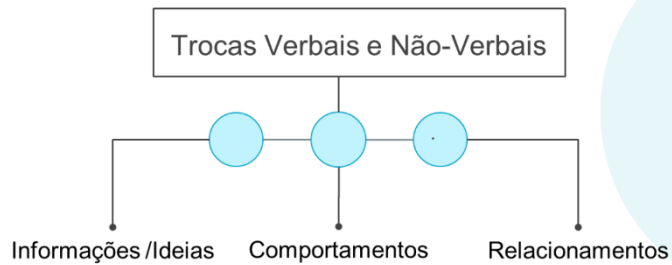 Trocas Verbais e Não-Verbais
Informações /Ideias Comportamentos Relacionamentos